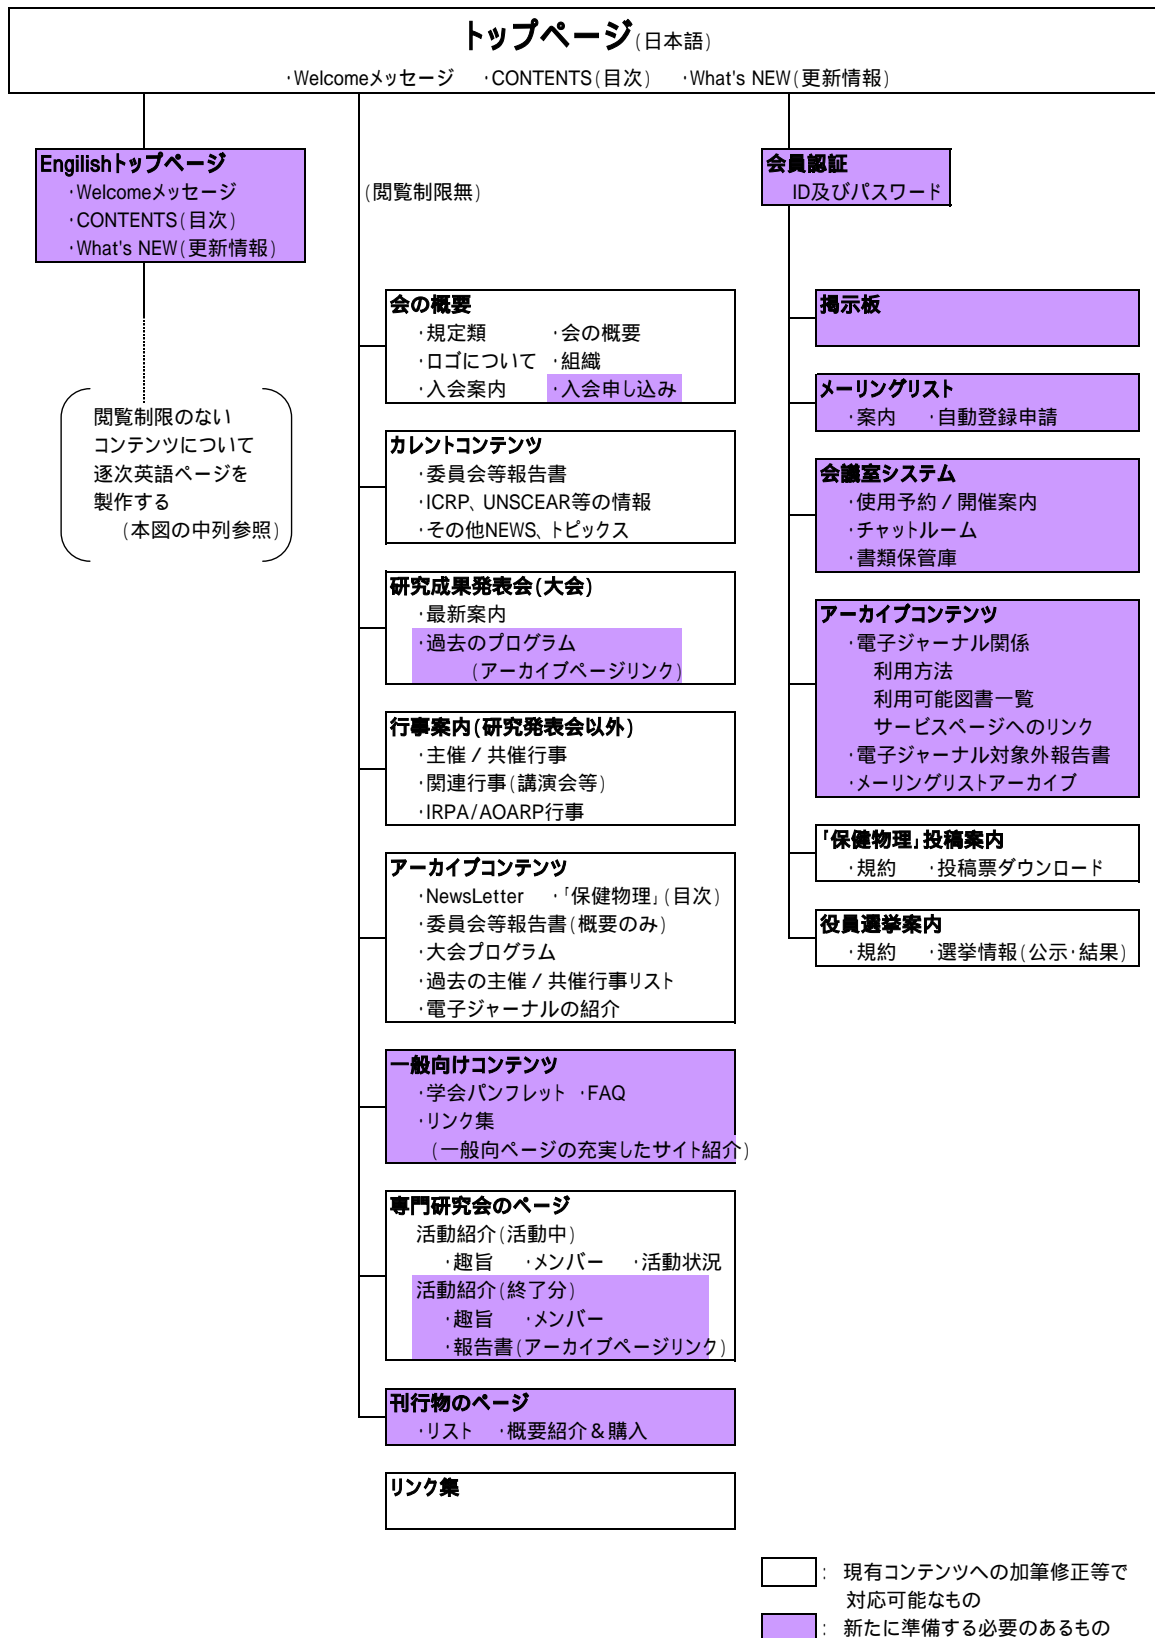 トップページ(日本語)
・Welcomeメッセージ ・CONTENTS(目次) ・What's NEW(更新情報)
Engilishトップページ
・Welcomeメッセージ
・CONTENTS(目次)
・What's NEW(更新情報)
閲覧制限のない
コンテンツについて
逐次英語ページを
製作する
(本図の中列参照)
(閲覧制限無)
会の概要
・規定類 ・会の概要
・ロゴについて ・組織
・入会案内 ・入会申し込み
カレントコンテンツ
・委員会等報告書
・ICRP、UNSCEAR等の情報
・その他NEWS、トピックス
研究成果発表会(大会)
・最新案内
・過去のプログラム
(アーカイブページリンク)
行事案内(研究発表会以外)
・主催/共催行事
・関連行事(講演会等)
・IRPA/AOARP行事
アーカイブコンテンツ
・NewsLetter ・「保健物理」(目次)
・委員会等報告書(概要のみ)
・大会プログラム
・過去の主催/共催行事リスト
・電子ジャーナルの紹介
一般向けコンテンツ
・学会パンフレット ・FAQ
・リンク集
(一般向ページの充実したサイト紹介)
専門研究会のページ
活動紹介(活動中)
・趣旨 ・メンバー ・活動状況
活動紹介(終了分)
・趣旨 ・メンバー
・報告書(アーカイブページリンク)
刊行物のページ
・リスト ・概要紹介&購入
リンク集
会員認証
ID及びパスワード
掲示板
メーリングリスト
・案内 ・自動登録申請
会議室システム
・使用予約/開催案内
・チャットルーム
・書類保管庫
アーカイブコンテンツ
・電子ジャーナル関係
利用方法
利用可能図書一覧
サービスページへのリンク
・電子ジャーナル対象外報告書
・メーリングリストアーカイブ
「保健物理」投稿案内
・規約 ・投稿票ダウンロード
役員選挙案内
・規約 ・選挙情報(公示・結果)
: 現有コンテンツへの加筆修正等で
対応可能なもの
: 新たに準備する必要のあるもの